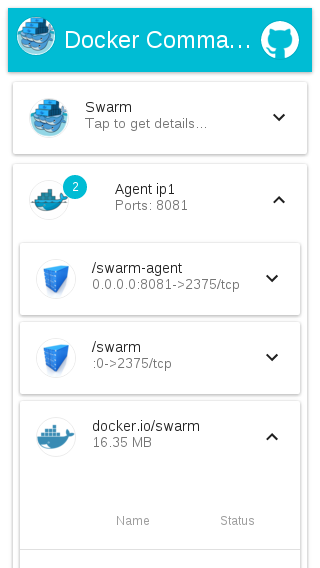 Docker Comma...
Swarm
Tap to get details...
2
Agent ip1
Ports: 8081
/swarm-agent
0.0.0.0:8081->2375/tcp
/swarm
:0->2375/tcp
docker.io/swarm
16.35 MB
Name Status